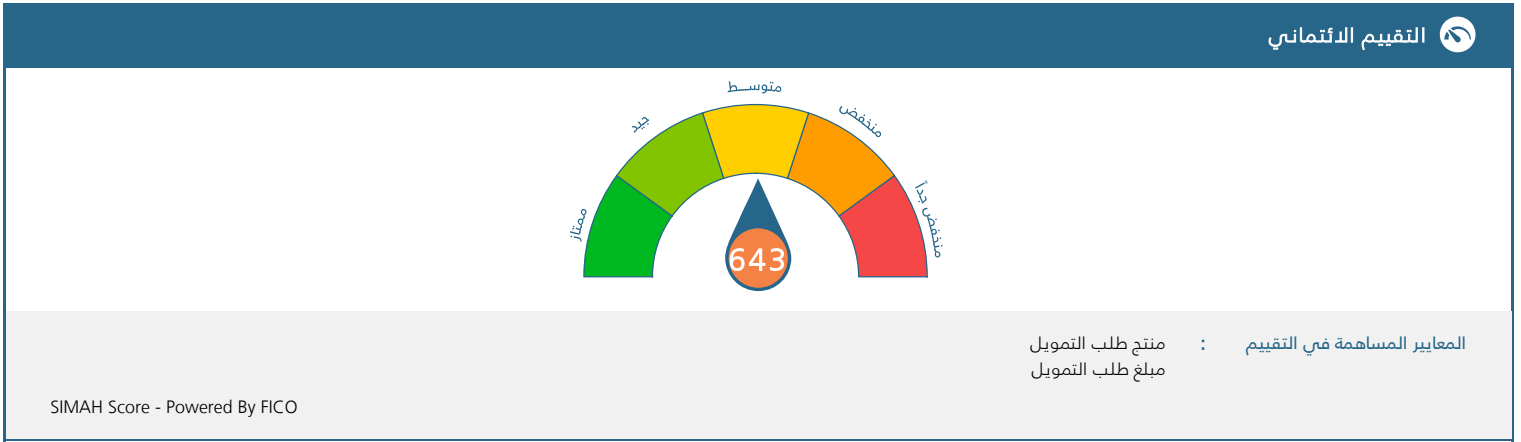 التقييم الائتماني
متوســط
منخفض
جيد
منخفض جداً
ممتاز
643
المعايير المساهمة في التقييم : منتج طلب التمويل
مبلغ طلب التمويل
SIMAH Score - Powered By FICO